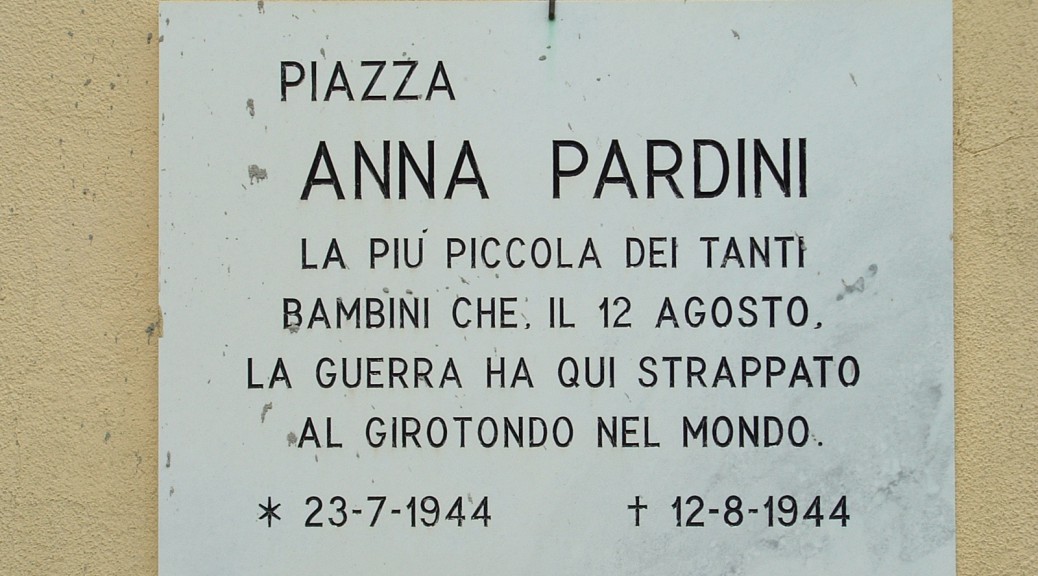 PIAZZA
ANNA PARDINI
LA PIÚ PICCOLA DEI TANTI
BAMBINI CHE, IL 12 AGOSTO,
LA GUERRA HA QUI STRAPPATO
AL GIROTONDO NEL MONDO.
* 23-7-1944 † 12-8-1944